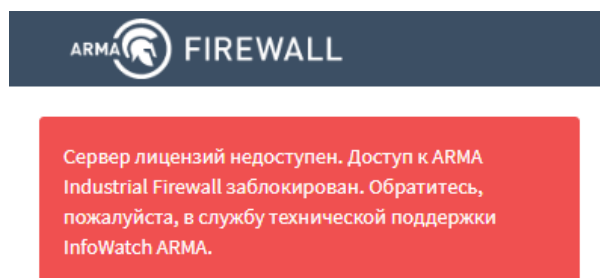 ARMA FIREWALL
Сервер лицензий недоступен. Доступ к ARMA
Industrial Firewall заблокирован. Обратитесь,
пожалуйста, в службу технической поддержки
InfoWatch ARMA.